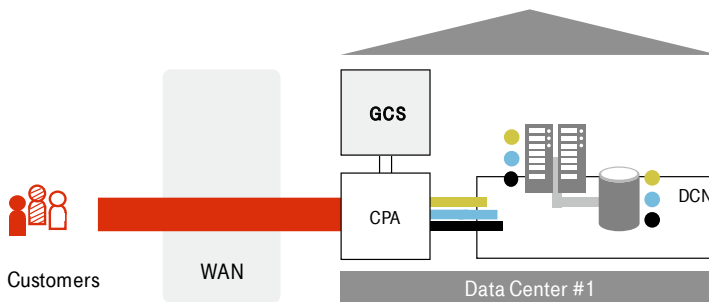 GCS
CPA
DCN
WAN
Customers
Data Center #1